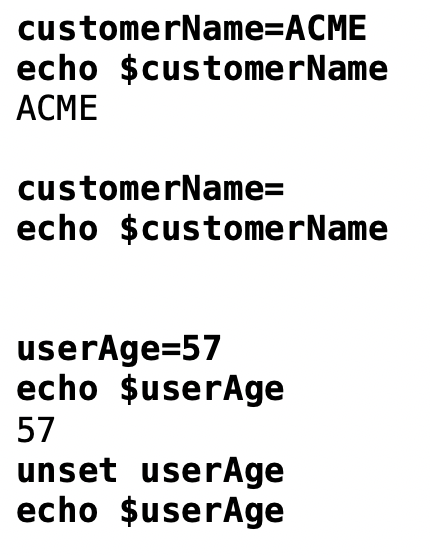 customerName=ACME
echo $customerName
ACME
customerName=
echo $customerName
userAge=57
echo $userAge
57
unset userAge
echo $userAge